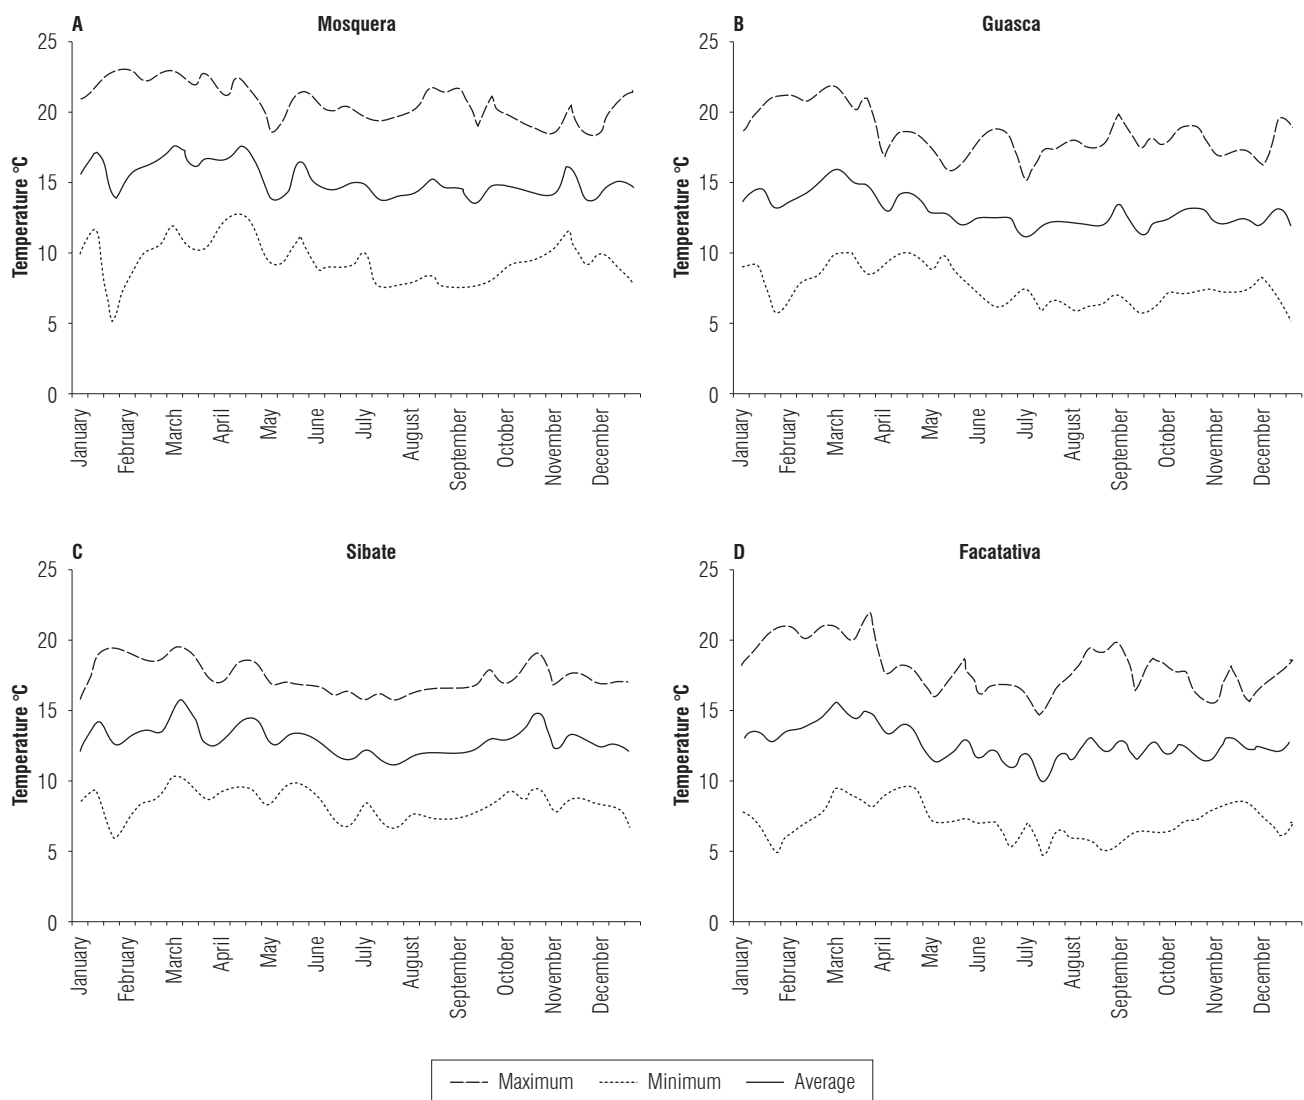 A Mosquera
25
20
15
10
5
0
Temperature °C
January
February
March
April
May
June
July
August
September
October
November
December
B Guasca
25
20
15
10
5
0
Temperature °C
January
February
March
April
May
June
July
August
September
October
November
December
C Sibate
25
20
15
10
5
0
Temperature °C
January
February
March
April
May
June
July
August
September
October
November
December
D Facatativa
25
20
15
10
5
0
Temperature °C
January
February
March
April
May
June
July
August
September
October
November
December
Maximum Minimum Average